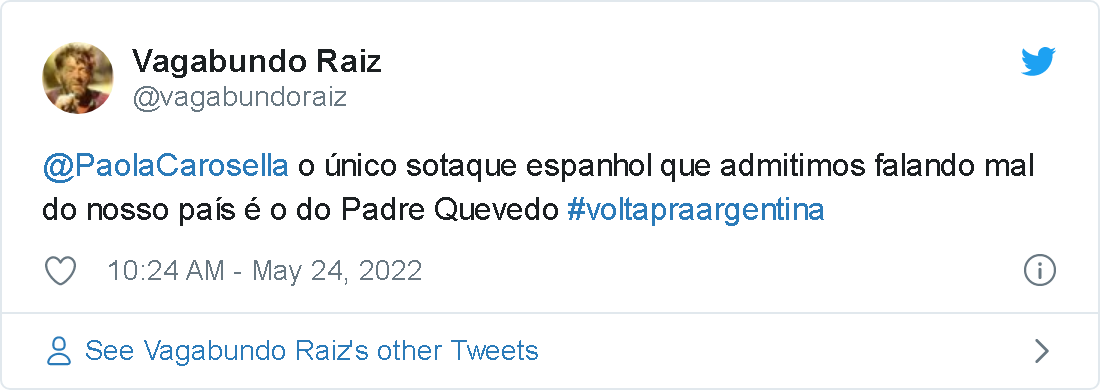 Vagabundo Raiz
@vagabundoraiz
@PaolaCarosella o único sotaque espanhol que admitimos falando mal
do nosso país é o do Padre Quevedo #voltapraargentina
10:24 AM - May 24, 2022
See Vagabundo Raiz's other Tweets